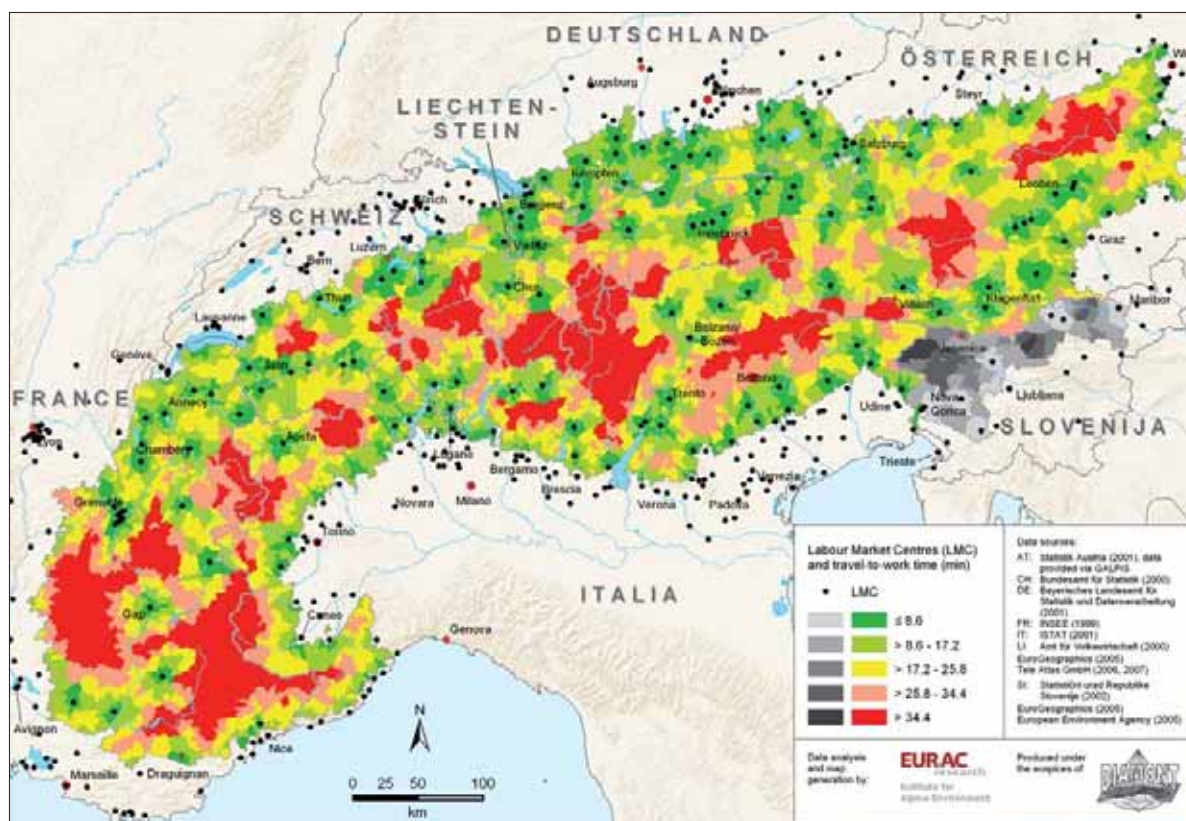 DEUTSCHLAND
ÖSTERREICH
Augsburg
München
Steyr
LIECHTEN-
STEIN
Salzburg
Kempten
Leoben
SCHWEIZ
Zürich
Bregenz
Luzern
Vaduz
Innsbruck
Graz
Bern
Thun
Chur
Villach
Klagenfurt
Maribor
Lausanne
Bolzano/
Bozen
Jesenice
Genève
Sion
Belluno
Trento
Ljubljana
FRANCE
Annecy
Udine
Nova
Gorica
SLOVENIJA
Lyon
Aosta
Chambéry
Trieste
Lugano
Bergamo
Brescia
Venezia
Grenoble
Novara
Milano
Verona
Padova
Torino
ITALIA
Gap
Cuneo
Genova
Avignon
Nice
Marseille
Draguignan
N
0 50 100
km
Labour Market Centres (LMC)
and travel-to-work time (min)
LMC
≤ 8.6
> 8.6 - 17.2
> 17.2 - 25.8
> 25.8 - 34.4
> 34.4
Data sources:
AT: Statistik Austria (2001), data
provided via GALPIS
CH: Bundesamt für Statistik (2000)
DE: Bayerisches Landesamt für
Statistik und Datenverarbeitung
(2001)
FR: INSEE (1999)
IT: ISTAT (2001)
LI: Amt für Volkswirtschaft (2000)
EuroGeographics (2005)
Tele Atlas GmbH (2006, 2007)
SI: Statistični urad Republike
Slovenije (2002)
EuroGeographics (2005)
European Environment Agency (2005)
Data analysis
and map
generation by:
EURAC
research
Institute for
Alpine Environment
Produced under
the auspices of:
DIAMONT